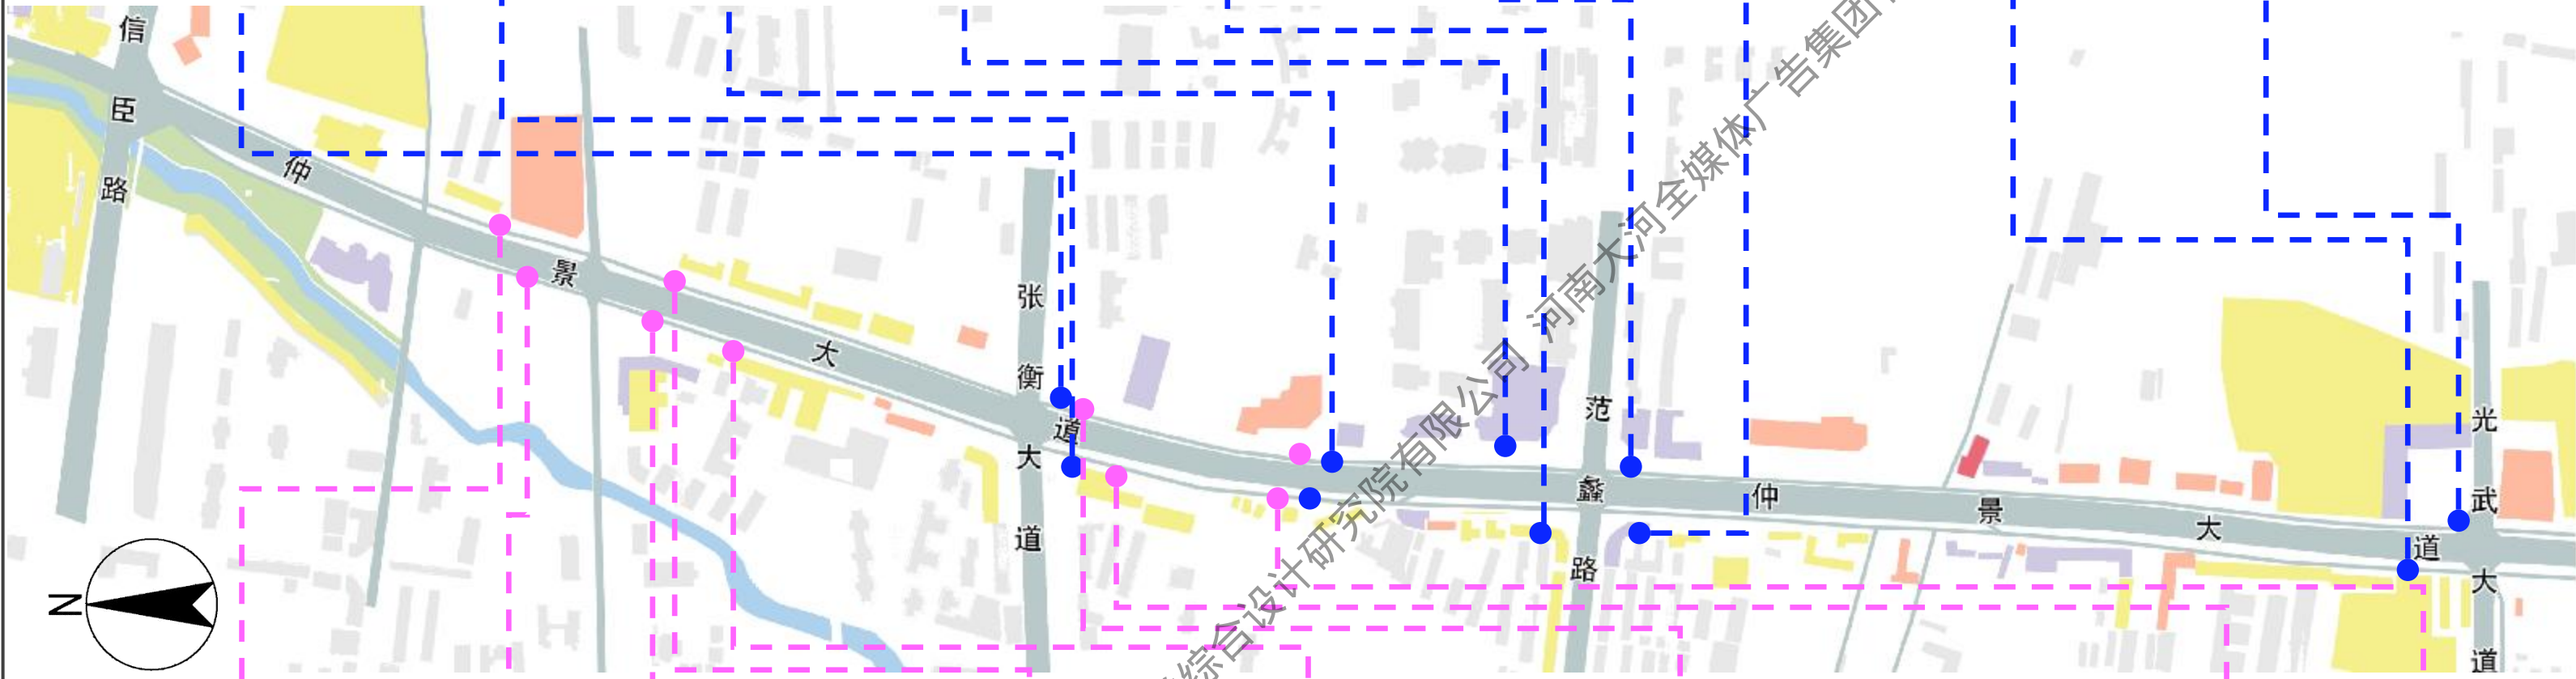 信臣路
仲景大道
张衡大道
范蠡路
仲景大道
光武大道
综合设计研究院有限公司 河南大河全媒体广告集团
N